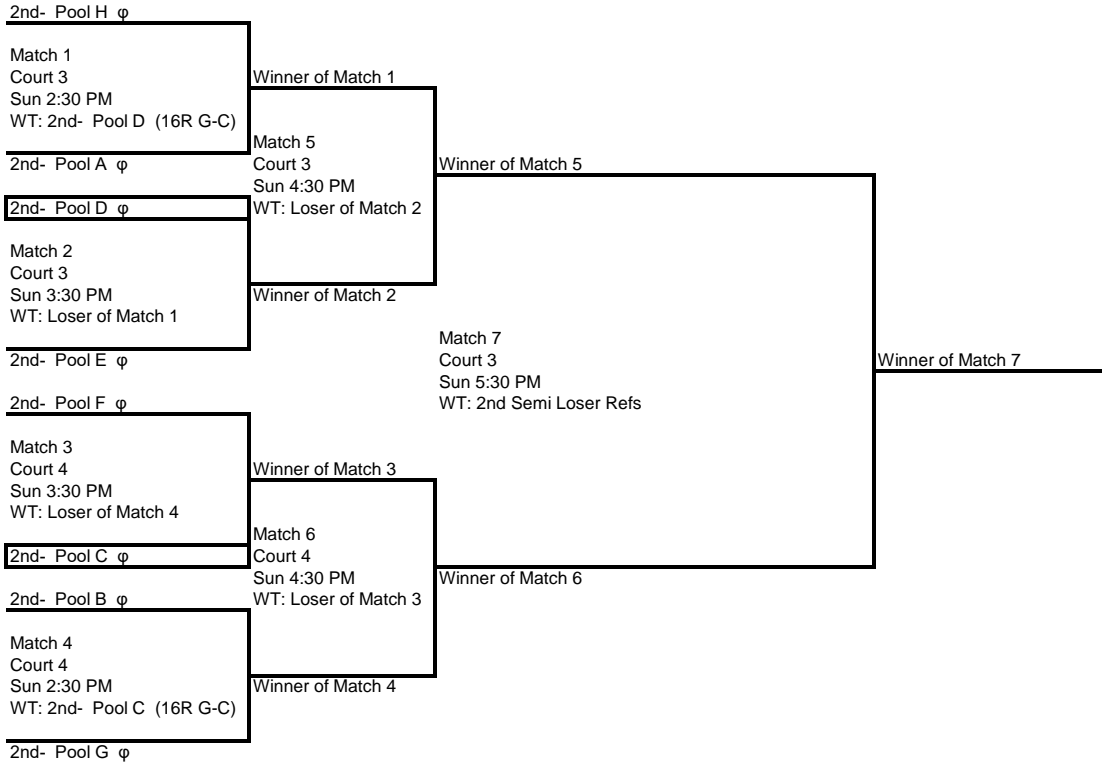 2nd- Pool H φ
Match 1
Court 3
Sun 2:30 PM
WT: 2nd- Pool D (16R G-C)
2nd- Pool A φ
Winner of Match 1
Match 5
Court 3
Sun 4:30 PM
WT: Loser of Match 2
2nd- Pool D φ
Match 2
Court 3
Sun 3:30 PM
WT: Loser of Match 1
2nd- Pool E φ
Winner of Match 2
Winner of Match 5
Match 7
Court 3
Sun 5:30 PM
WT: 2nd Semi Loser Refs
Winner of Match 7
2nd- Pool F φ
Match 3
Court 4
Sun 3:30 PM
WT: Loser of Match 4
2nd- Pool C φ
Winner of Match 3
Match 6
Court 4
Sun 4:30 PM
WT: Loser of Match 3
Winner of Match 6
2nd- Pool B φ
Match 4
Court 4
Sun 2:30 PM
WT: 2nd- Pool C (16R G-C)
2nd- Pool G φ
Winner of Match 4